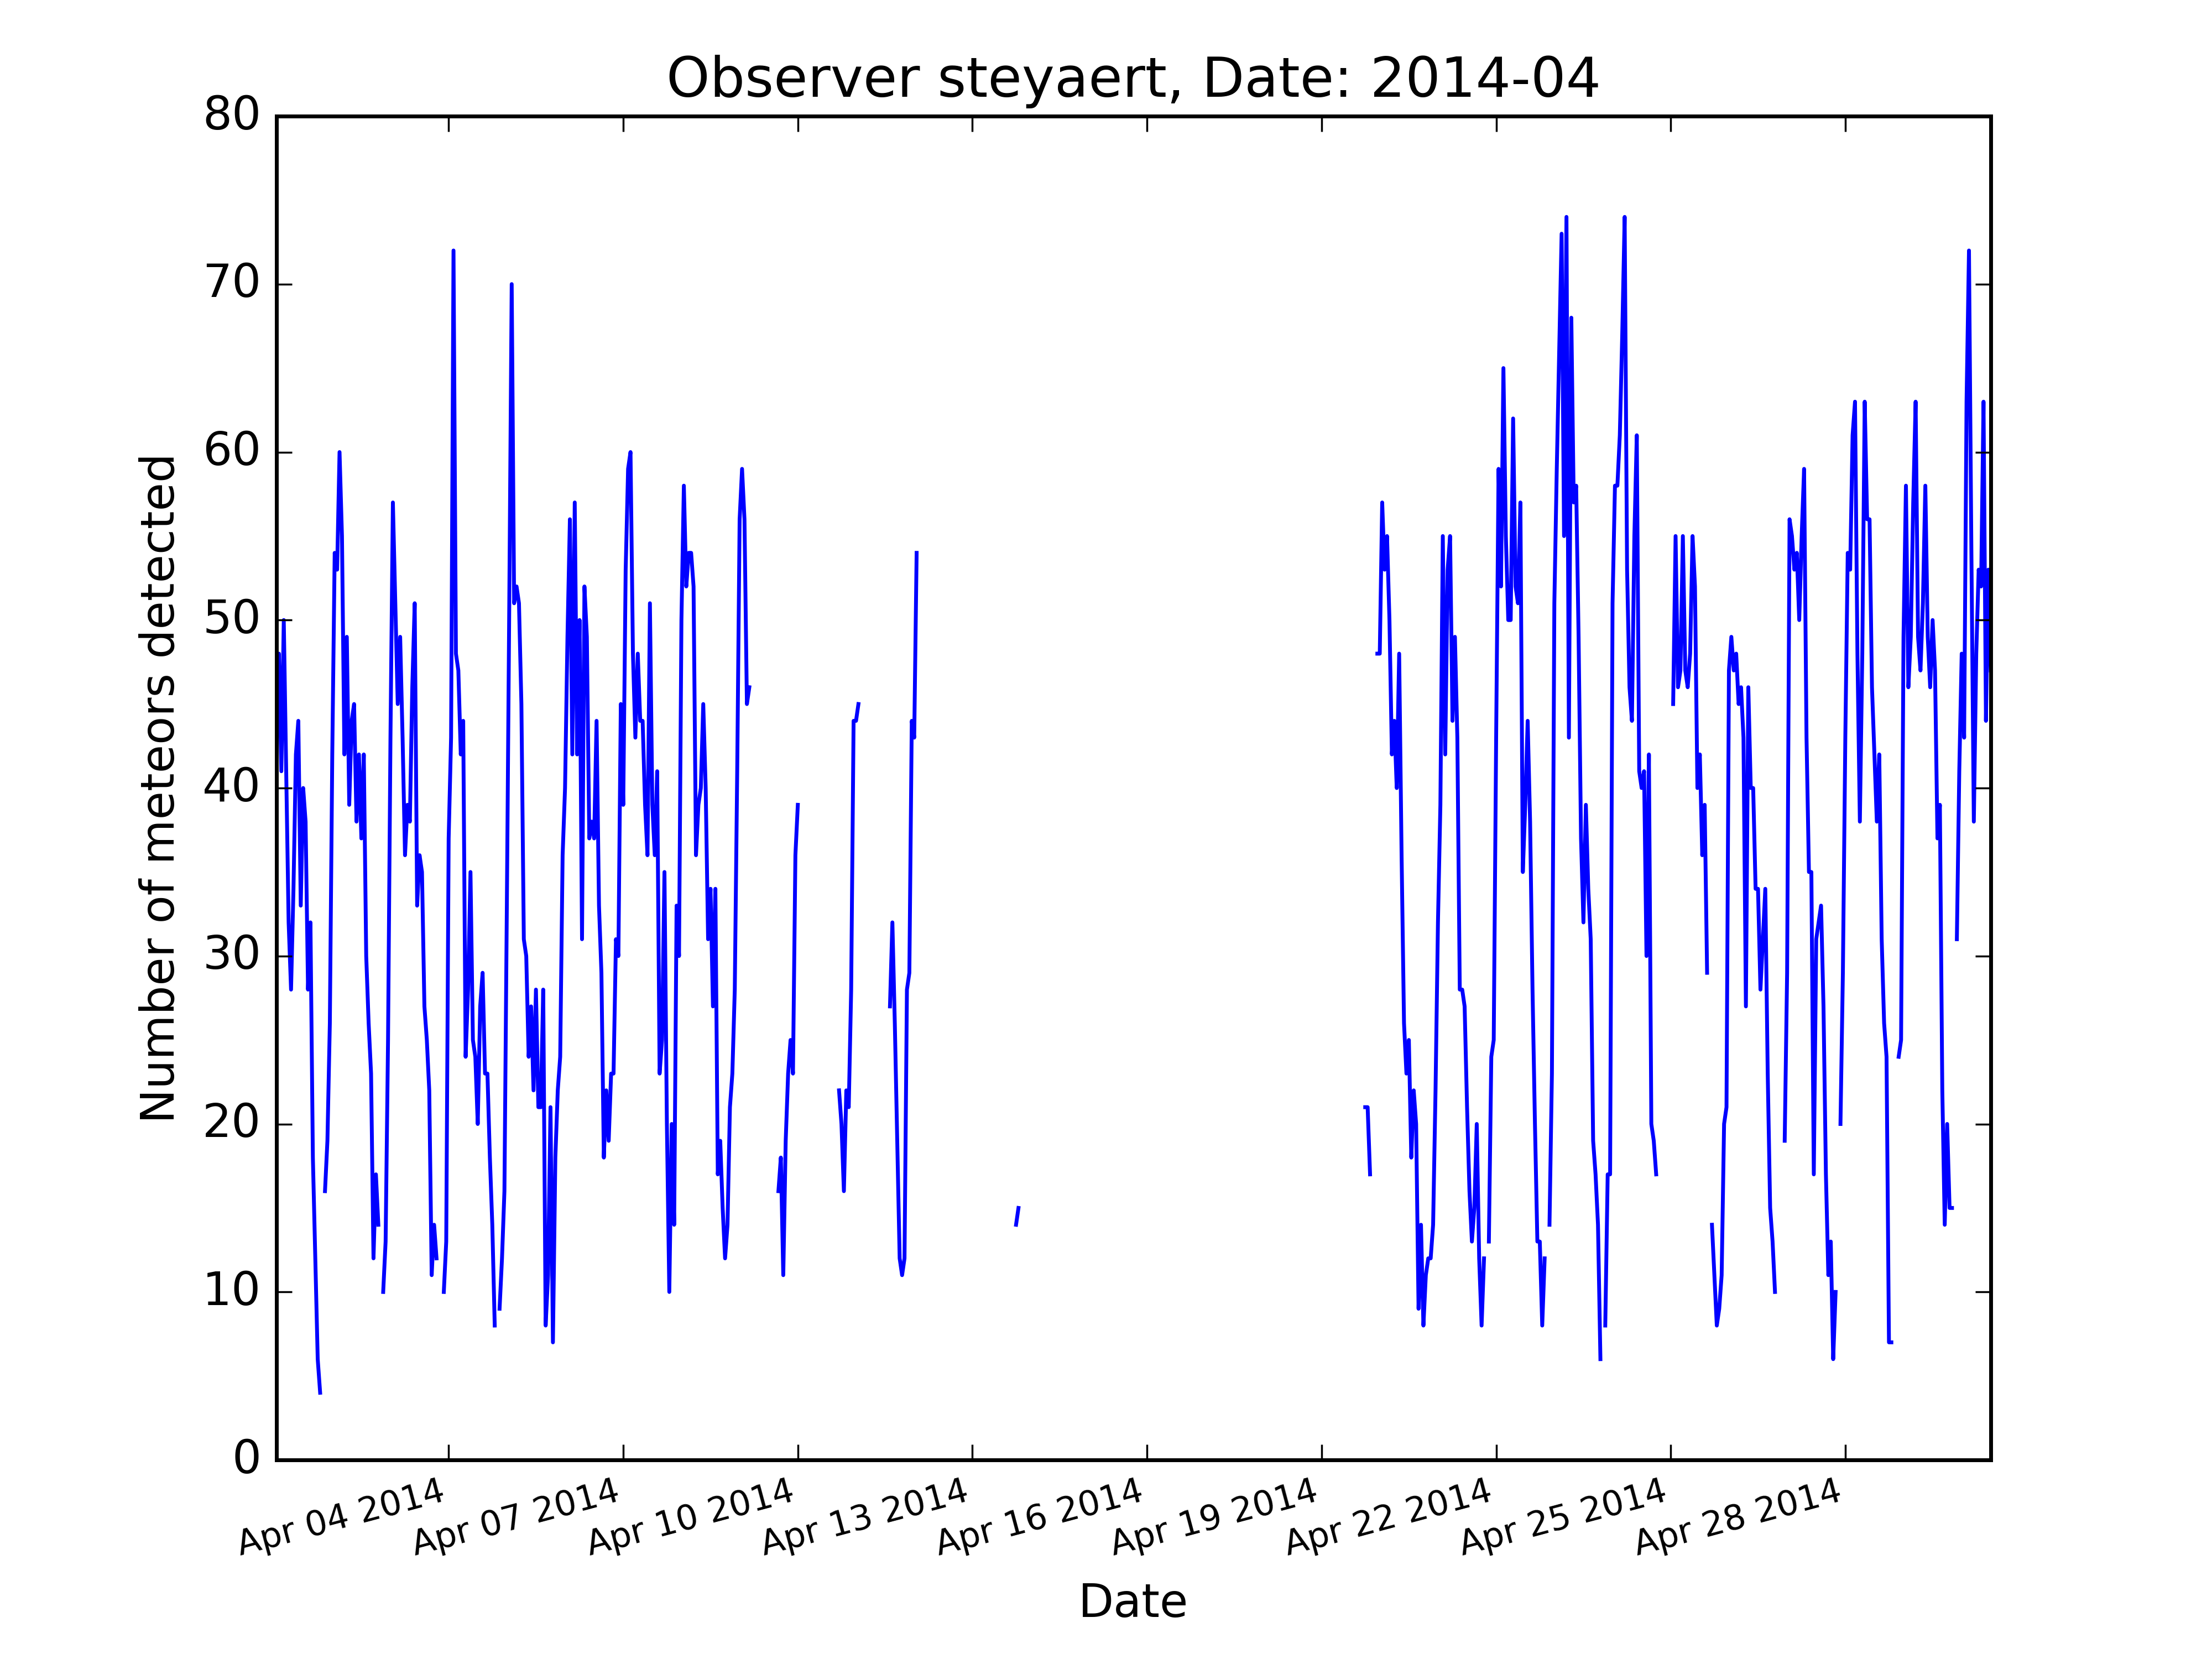 Observer steyaert, Date: 2014-04
80
70
60
50
40
30
20
10
0
Number of meteors detected
Apr 04 2014
Apr 07 2014
Apr 10 2014
Apr 13 2014
Apr 16 2014
Apr 19 2014
Apr 22 2014
Apr 25 2014
Apr 28 2014
Date